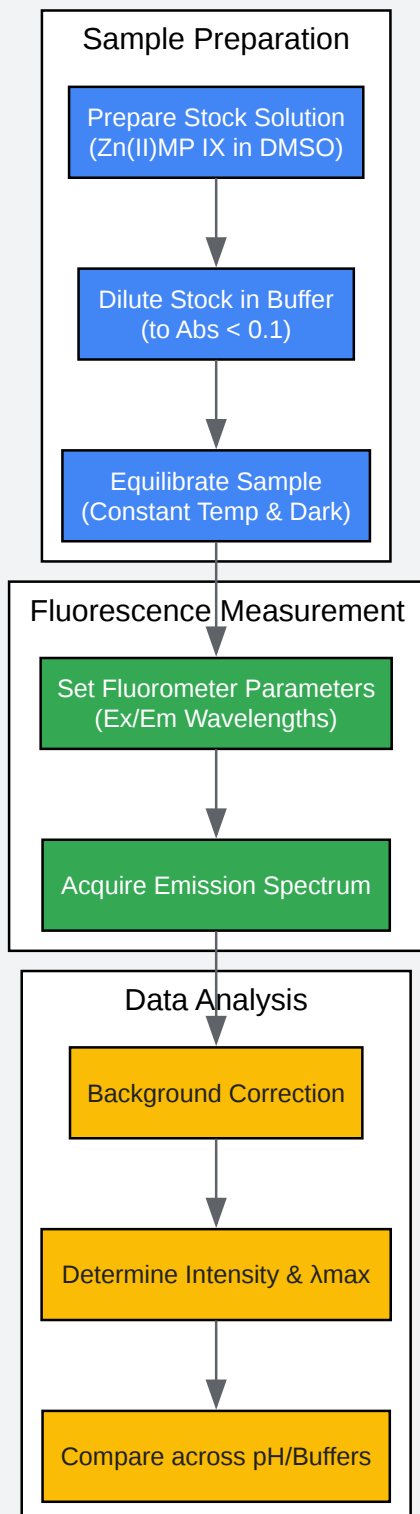 Sample Preparation
Prepare Stock Solution
(Zn(II)MP IX in DMSO)
Dilute Stock in Buffer
(to Abs < 0.1)
Equilibrate Sample
(Constant Temp & Dark)
Fluorescence Measurement
Set Fluorometer Parameters
(Ex/Em Wavelengths)
Acquire Emission Spectrum
Data Analysis
Background Correction
Determine Intensity & λmax
Compare across pH/Buffers